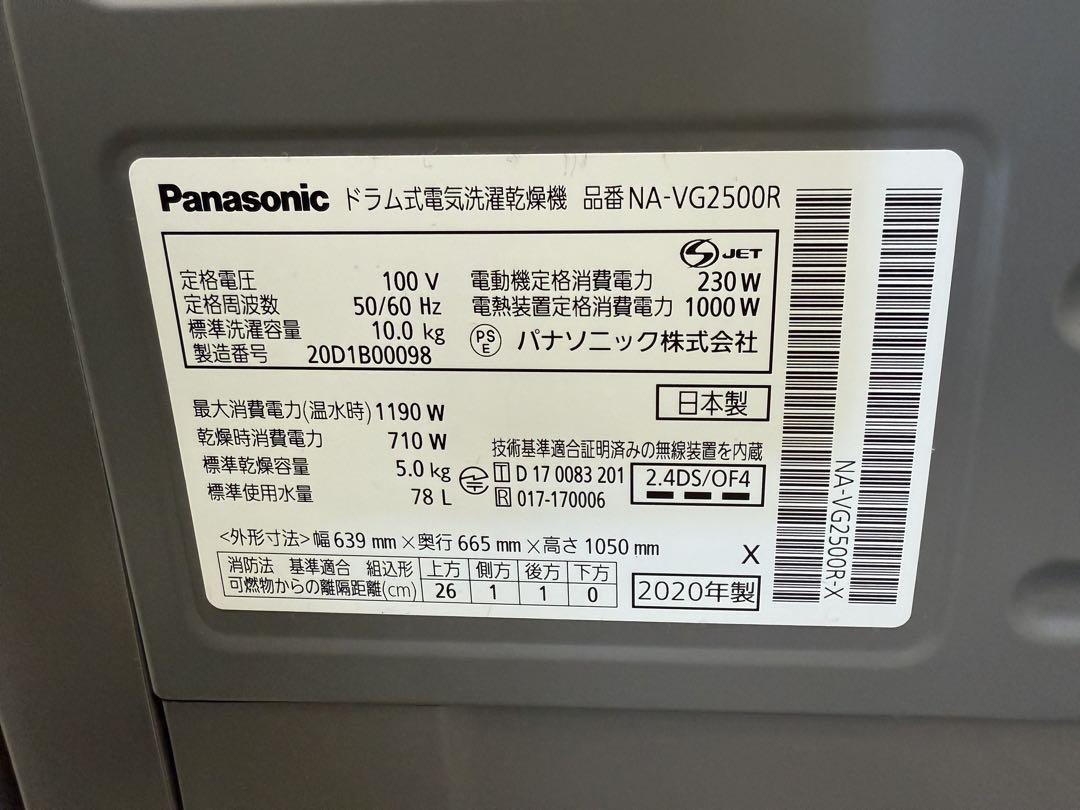 Panasonic ドラム式電気洗濯乾燥機 品番 NA-VG2500R
JET
定格電圧 100 V 電動機定格消費電力 230 W
定格周波数 50/60 Hz 電熱装置定格消費電力 1000 W
標準洗濯容量 10.0 kg
PS E パナソニック株式会社
製造番号 20D1B00098
日本製
最大消費電力(温水時) 1190 W
乾燥時消費電力 710 W
標準乾燥容量 5.0 kg
標準使用水量 78 L
技術基準適合証明済みの無線装置を内蔵
T D 17 0083 201
R 017-170006
2.4DS/OF4
<外形寸法>幅 639 mm×奥行 665 mm×高さ 1050 mm
X
消防法 基準適合 組込形 上方 側方 後方 下方
可燃物からの離隔距離(cm) 26 1 1 0
2020年製
NA-VG2500R-X